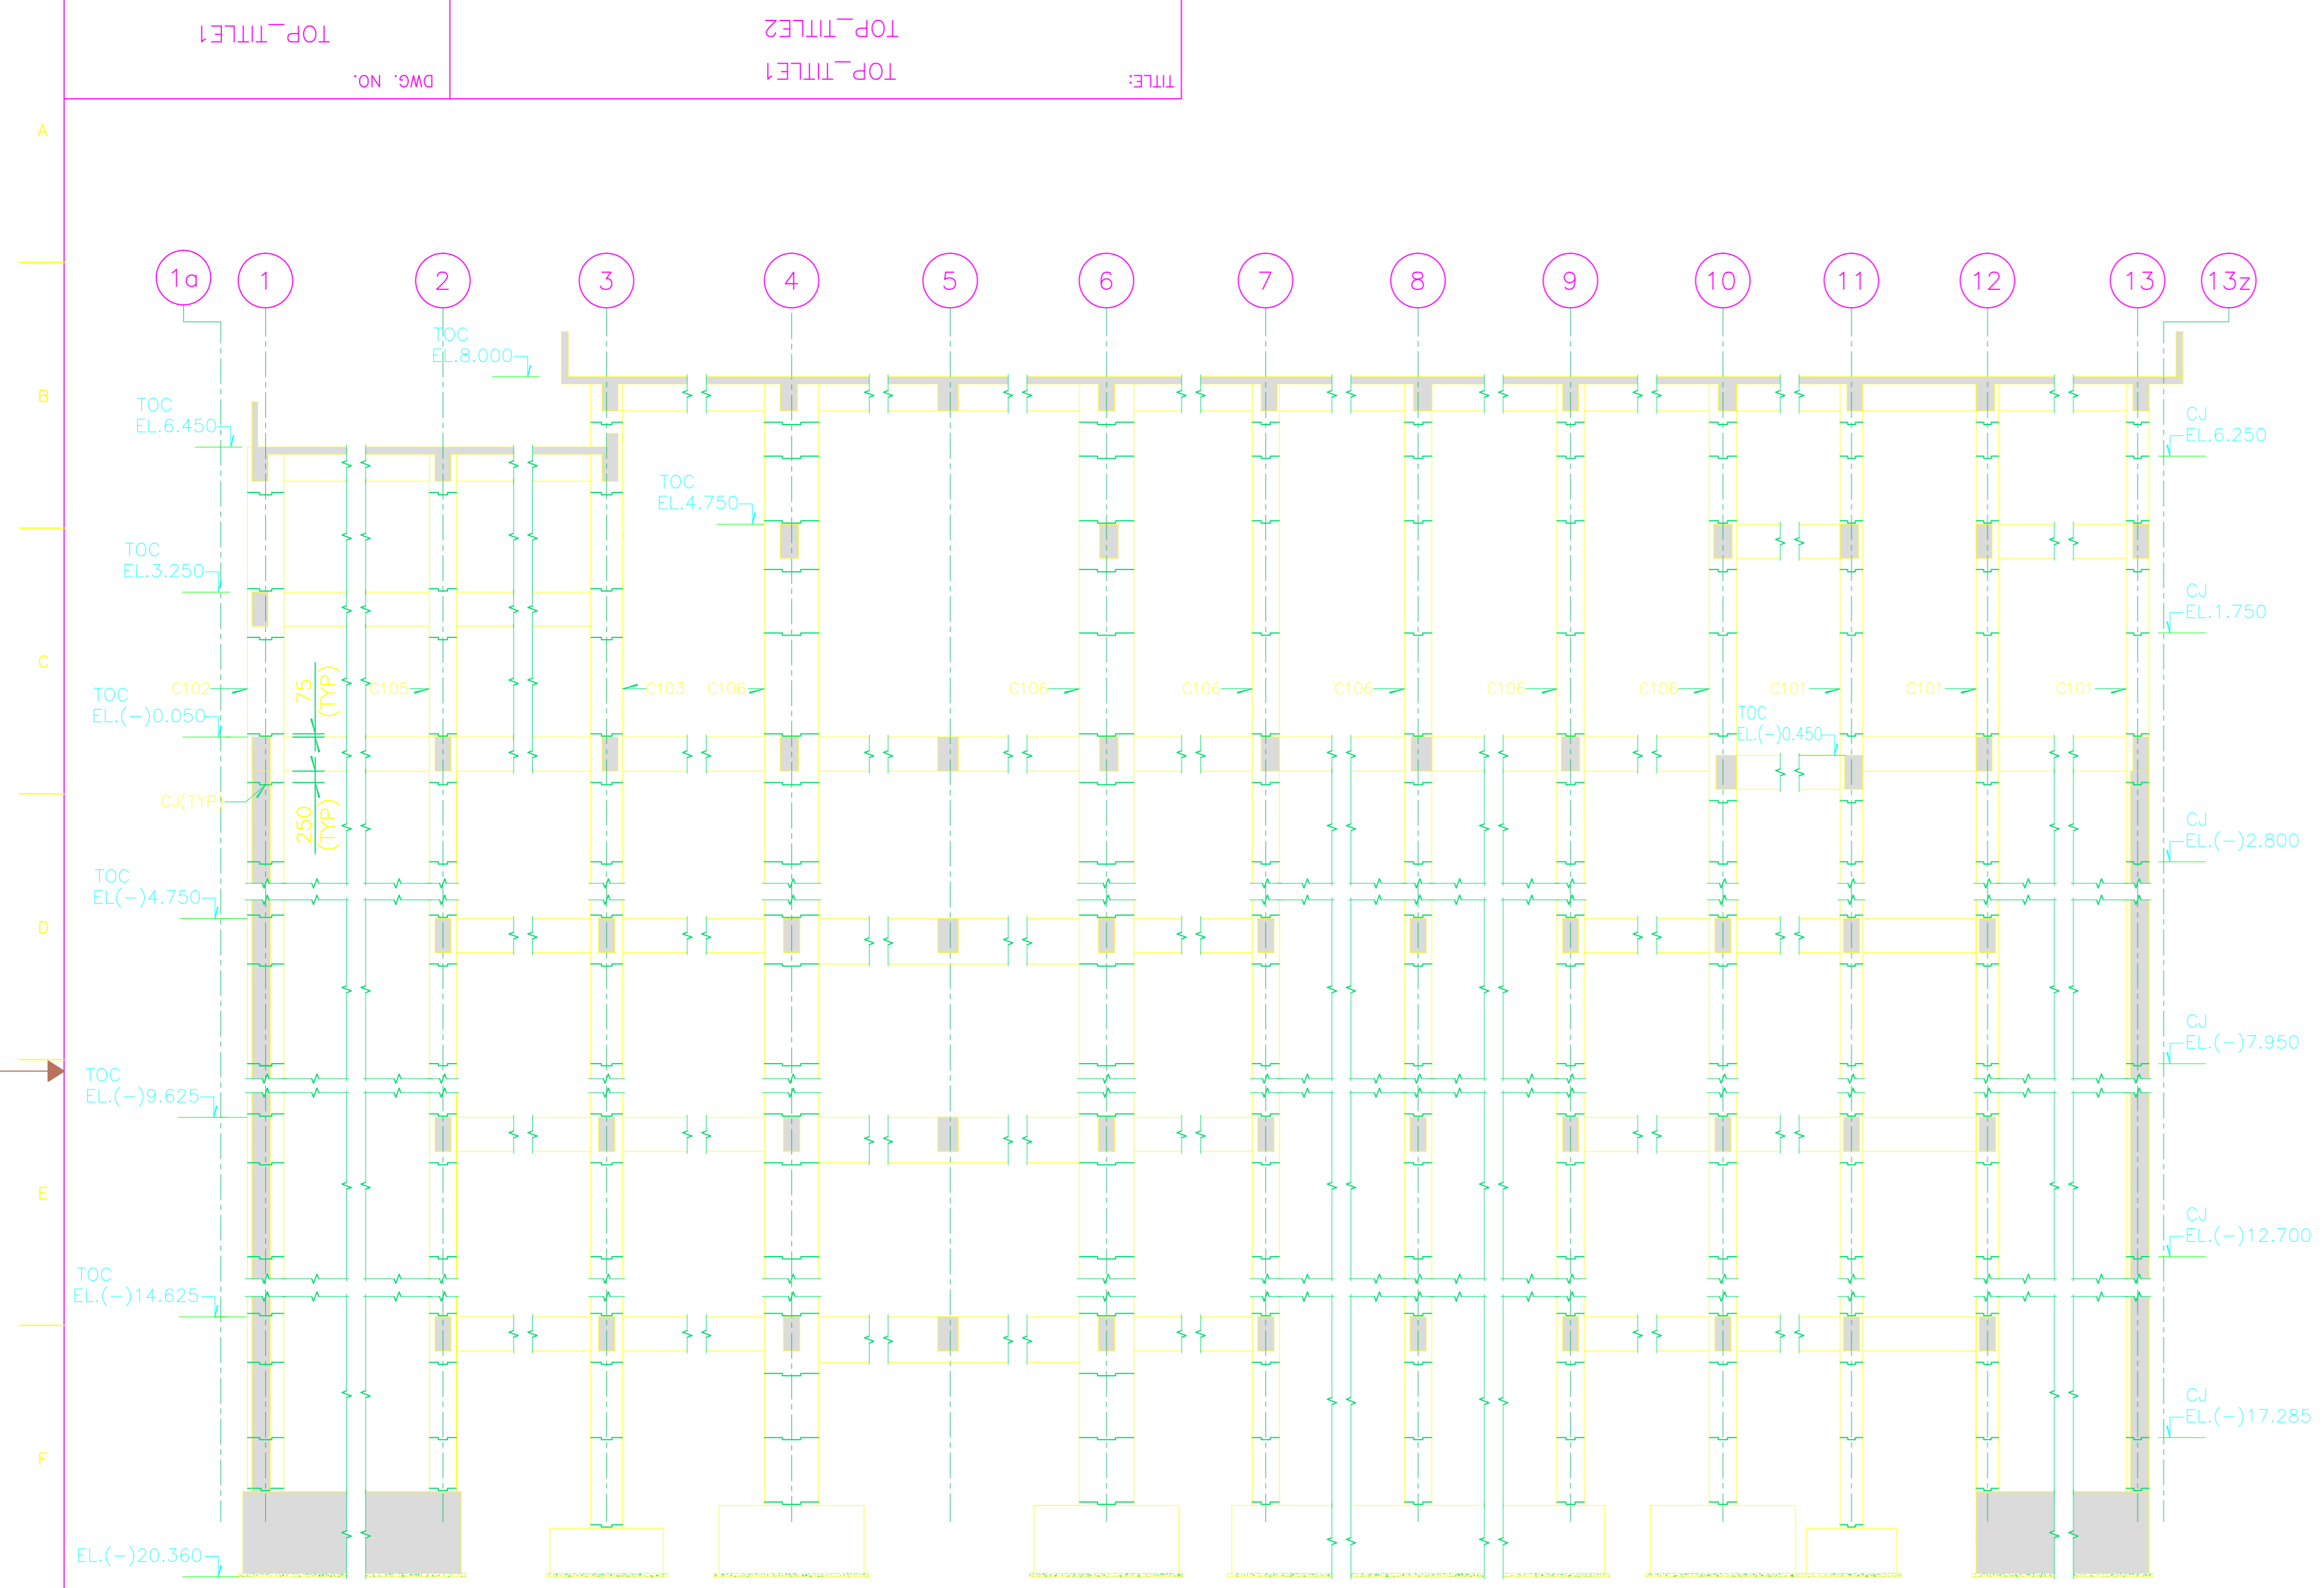 TOP_TITLE1
DWG. NO.
TOP_TITLE2
TOP_TITLE1
TITLE:
A
B
C
D
E
F
1a
1
2
3
4
5
6
7
8
9
10
11
12
13
13z
TOC
EL.8.000
TOC
EL.6.450
CJ
EL.6.250
TOC
EL.4.750
TOC
EL.3.250
CJ
EL.1.750
C102
75
(TYP)
C105
C103
C106
C106
C106
C106
C106
C106
C101
C101
C101
TOC
EL.(-)0.050
TOC
EL.(-)0.450
CJ(TYP)
250
(TYP)
CJ
EL.(-)2.800
TOC
EL(-)4.750
CJ
EL.(-)7.950
TOC
EL.(-)9.625
CJ
EL.(-)12.700
TOC
EL.(-)14.625
CJ
EL.(-)17.285
EL.(-)20.360